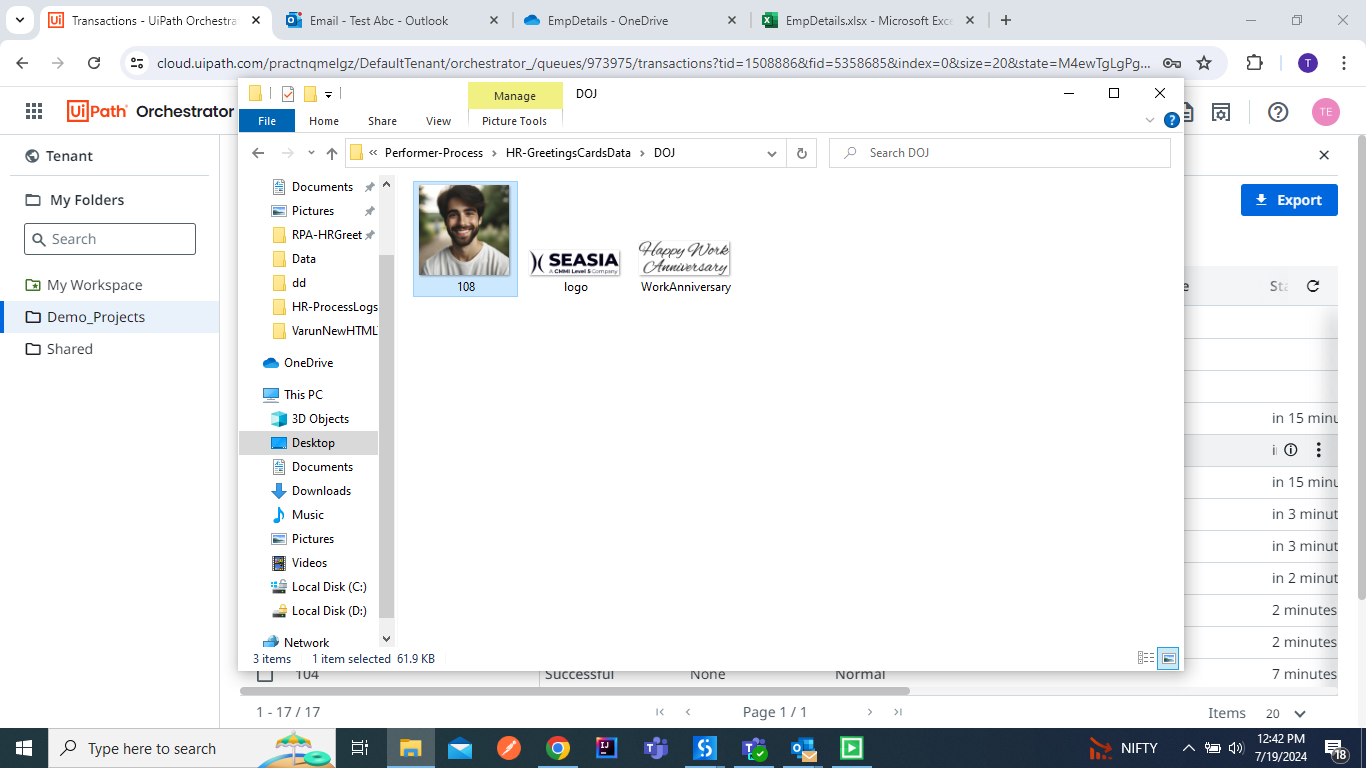 Transactions - UiPath Orchestra
Email - Test Abc - Outlook
EmpDetails - OneDrive
EmpDetails.xlsx - Microsoft Exc
cloud.uipath.com/practnqmelgz/DefaultTenant/orchestrator_/queues/973975/transactions?tid=1508886&fid=5358685&index=0&size=20&state=M4ewTgLgPg...
T
UiPath Orchestrator
TE
Manage
DOJ
File
Home
Share
View
Picture Tools
« Performer-Process › HR-GreetingsCardsData › DOJ
Search DOJ
Tenant
My Folders
Search
My Workspace
Demo_Projects
Shared
Documents
Pictures
RPA-HRGreet
Data
dd
HR-ProcessLogs
VarunNewHTML
OneDrive
This PC
3D Objects
Desktop
Documents
Downloads
Music
Pictures
Videos
Local Disk (C:)
Local Disk (D:)
Network
SEASIA
A CMMI Level 5 Company
Happy Work
Anniversary
108
logo
WorkAnniversary
3 items
1 item selected 61.9 KB
Export
in 15 minu
in 15 minu
in 3 minut
in 3 minut
in 2 minut
2 minutes
2 minutes
104
Successful
None
Normal
7 minutes
1 - 17 / 17
Page 1 / 1
Items 20
Type here to search
NIFTY
12:42 PM
7/19/2024
18